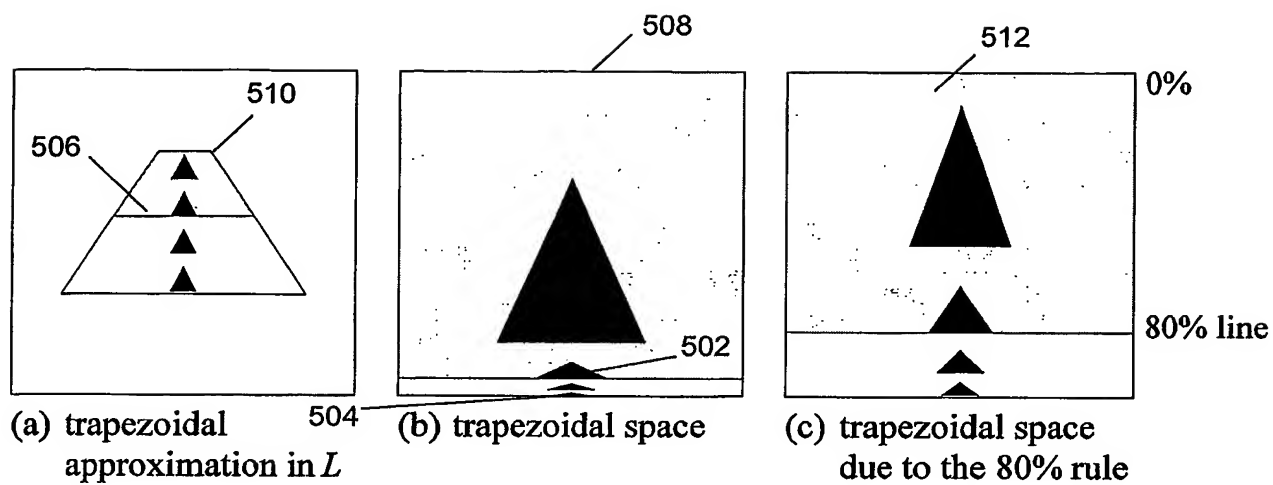 508
512
510
0%
506
502
80% line
504
(a) trapezoidal
approximation in L
(b) trapezoidal space
(c) trapezoidal space
due to the 80% rule